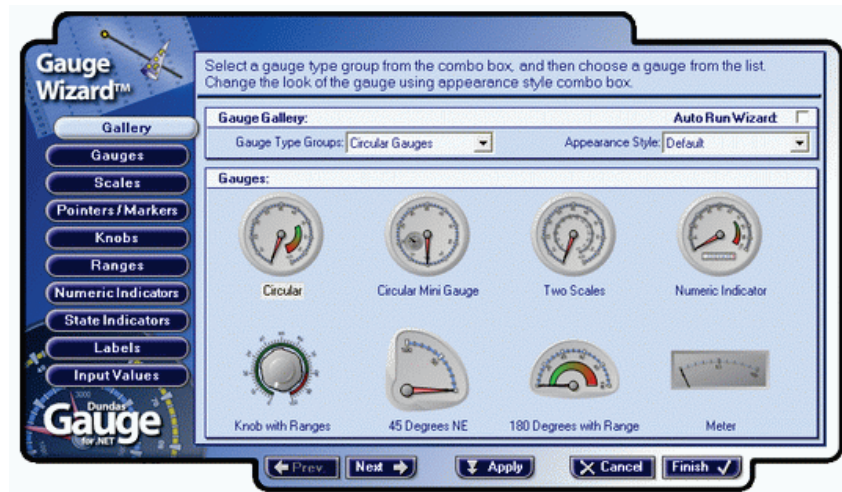 Gauge
Wizard™
Select a gauge type group from the combo box, and then choose a gauge from the list.
Change the look of the gauge using appearance style combo box.
Gallery
Gauges
Scales
Pointers / Markers
Knobs
Ranges
Numeric Indicators
State Indicators
Labels
Input Values
Dundas
Gauge
for .NET
Gauge Gallery:
Auto Run Wizard:
Gauge Type Groups: Circular Gauges
Appearance Style: Default
Gauges:
Circular
Circular Mini Gauge
Two Scales
Numeric Indicator
Knob with Ranges
45 Degrees NE
180 Degrees with Range
Meter
Prev.
Next
Apply
Cancel
Finish